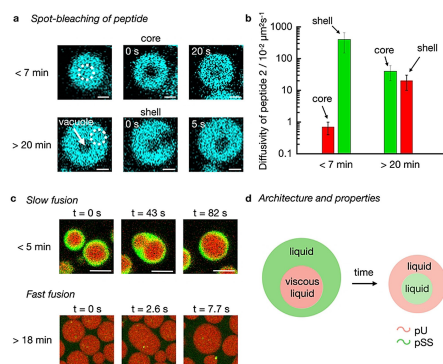 a Spot-bleaching of peptide
core
0 s
20 s
< 7 min
vacuole
shell
0 s
5 s
> 20 min
b
Diffusivity of peptide 2 / 10⁻² µm²s⁻¹
1000
100
10
1
0.1
core
shell
core
shell
< 7 min
> 20 min
c Slow fusion
t = 0 s
t = 43 s
t = 82 s
< 5 min
Fast fusion
t = 0 s
t = 2.6 s
t = 7.7 s
> 18 min
d Architecture and properties
liquid
viscous
liquid
time
liquid
liquid
pU
pSS